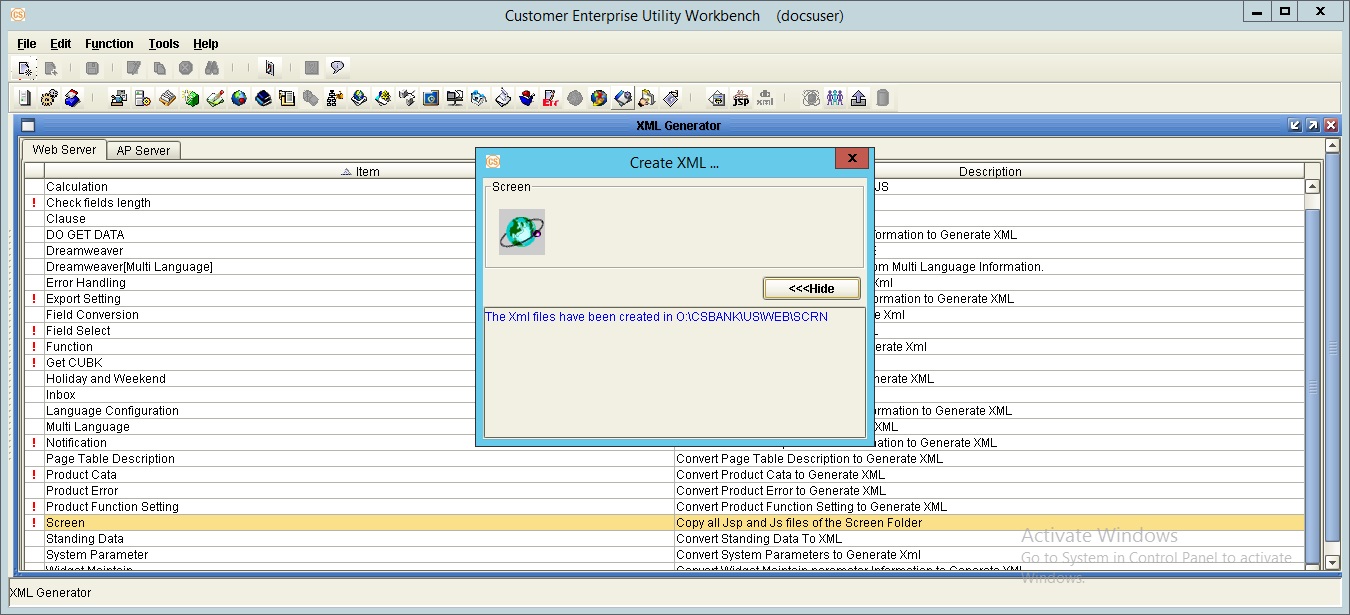 Customer Enterprise Utility Workbench (docsuser)
File Edit Function Tools Help
XML Generator
Web Server AP Server
Item Description
Calculation JS
! Check fields length
Clause
DO GET DATA formation to Generate XML
Dreamweaver
Dreamweaver[Multi Language] om Multi Language Information.
Error Handling Xml
! Export Setting ormation to Generate XML
Field Conversion e Xml
! Field Select
! Function erate Xml
! Get CUBK
Holiday and Weekend nerate XML
Inbox
Language Configuration ormation to Generate XML
Multi Language XML
! Notification ation to Generate XML
Page Table Description Convert Page Table Description to Generate XML
! Product Cata Convert Product Cata to Generate XML
Product Error Convert Product Error to Generate XML
! Product Function Setting Convert Product Function Setting to Generate XML
! Screen Copy all Jsp and Js files of the Screen Folder
Standing Data Convert Standing Data To XML
System Parameter Convert System Parameters to Generate Xml
Widget Maintain Convert Widget Maintain parameter Information to Generate XML
Create XML ...
Screen
<<<Hide
The Xml files have been created in O:\CSBANK\US\WEB\SCRN
Activate Windows
Go to System in Control Panel to activate
Windows.
XML Generator